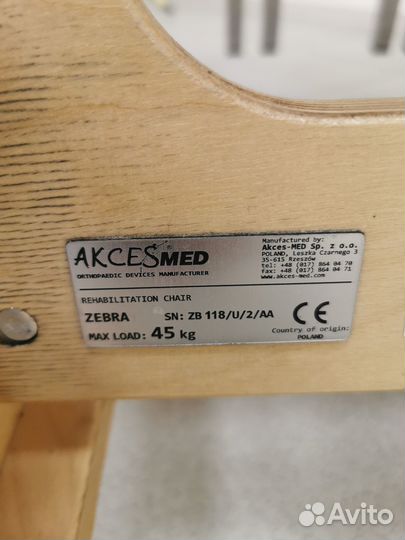 AKCESMED®
ORTHOPAEDIC DEVICES MANUFACTURER
Manufactured by:
Akces-MED Sp. z o.o.
POLAND, Leszka Czarnego 3
35-615 Rzeszów
tel: +48 (017) 864 04 70
fax: +48 (017) 864 04 71
akces-med.com
REHABILITATION CHAIR
ZEBRA SN: ZB 118/U/2/AA
MAX LOAD: 45 kg
CE
Country of origin:
POLAND
Avito